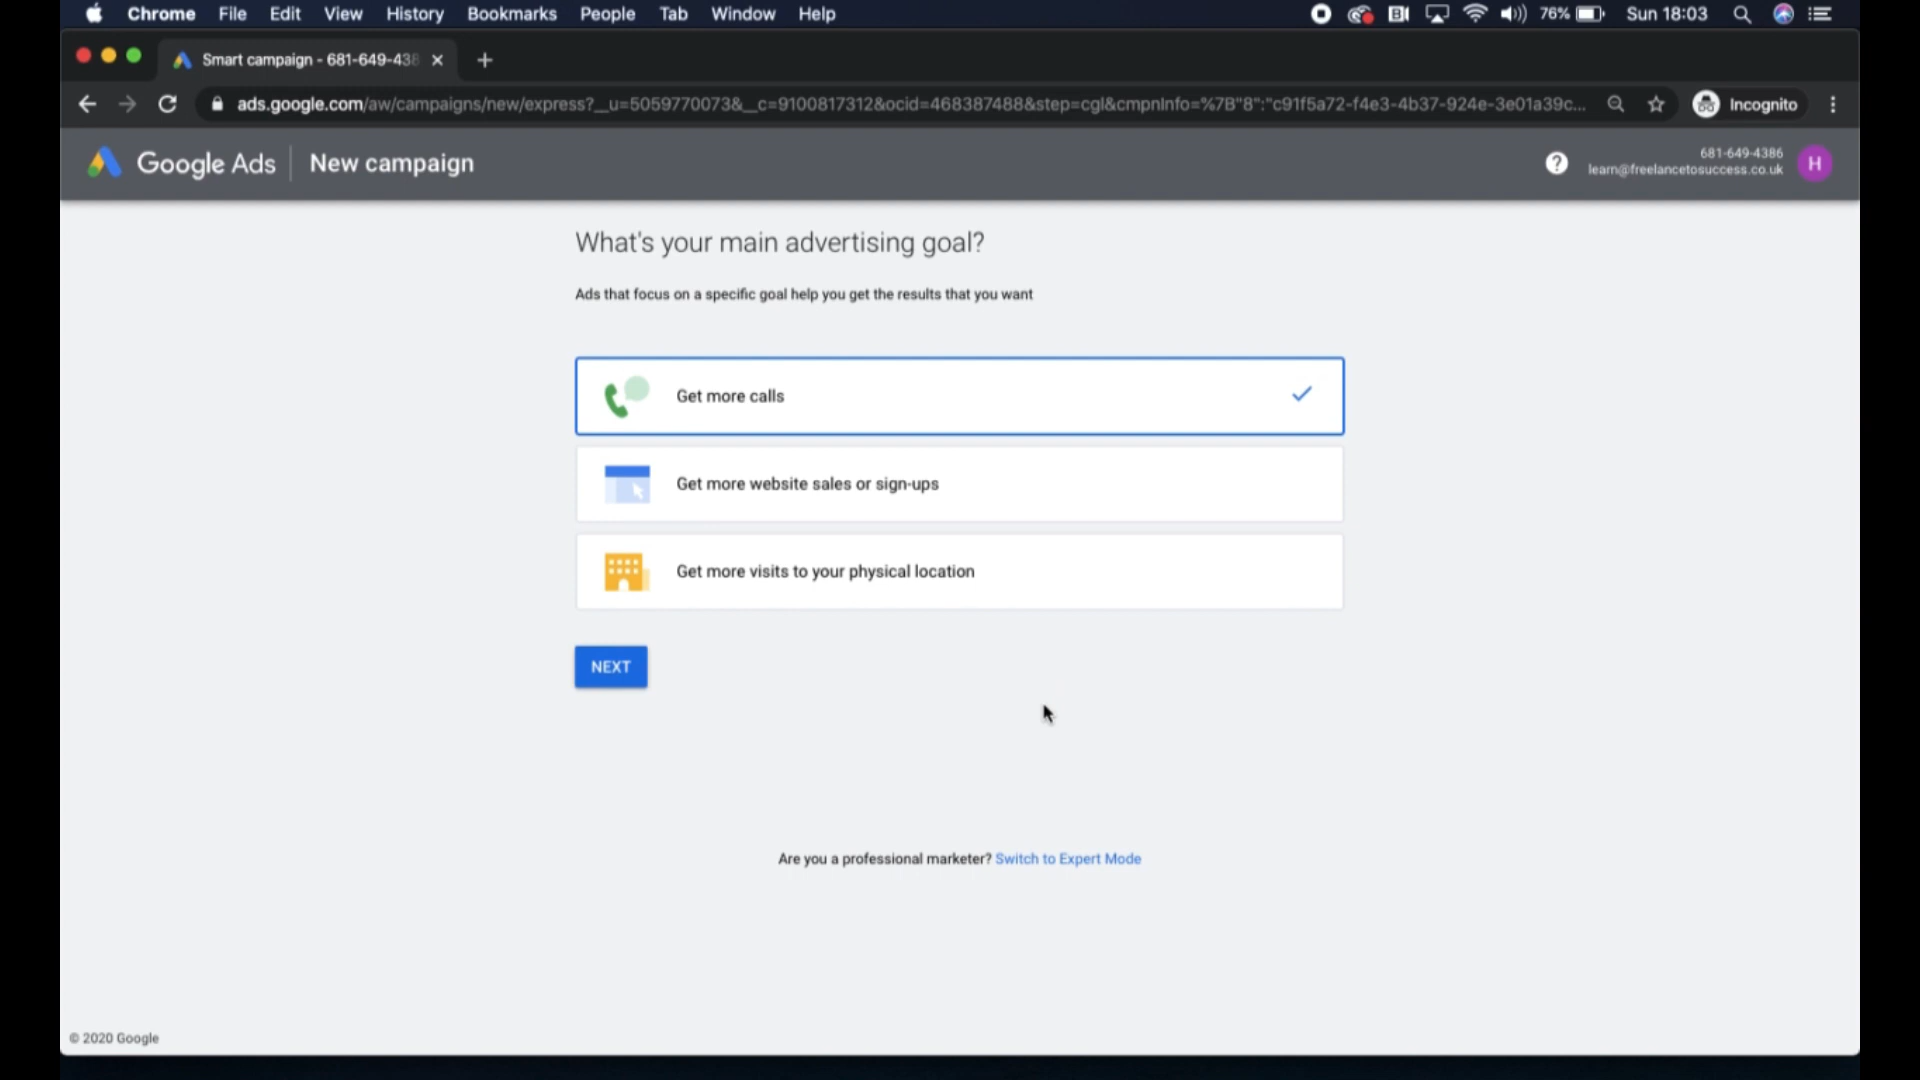 Chrome File Edit View History Bookmarks People Tab Window Help 76% Sun 18:03
Smart campaign - 681-649-438
ads.google.com/aw/campaigns/new/express?__u=5059770073&__c=9100817312&ocid=468387488&step=cgl&cmpnInfo=%7B"8":"c91f5a72-f4e3-4b37-924e-3e01a39c... Incognito
Google Ads New campaign
681-649-4386
learn@freelancetosuccess.co.uk
H
What's your main advertising goal?
Ads that focus on a specific goal help you get the results that you want
Get more calls
Get more website sales or sign-ups
Get more visits to your physical location
NEXT
Are you a professional marketer? Switch to Expert Mode
© 2020 Google